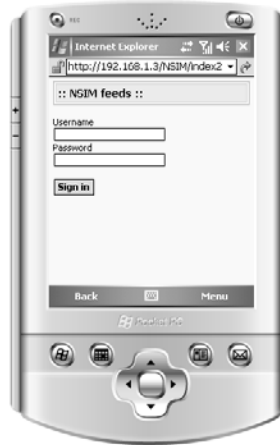 REC
Internet Explorer
http://192.168.1.3/NSIM/index2
:: NSIM feeds ::
Username
Password
Sign in
Back Menu
Pocket PC